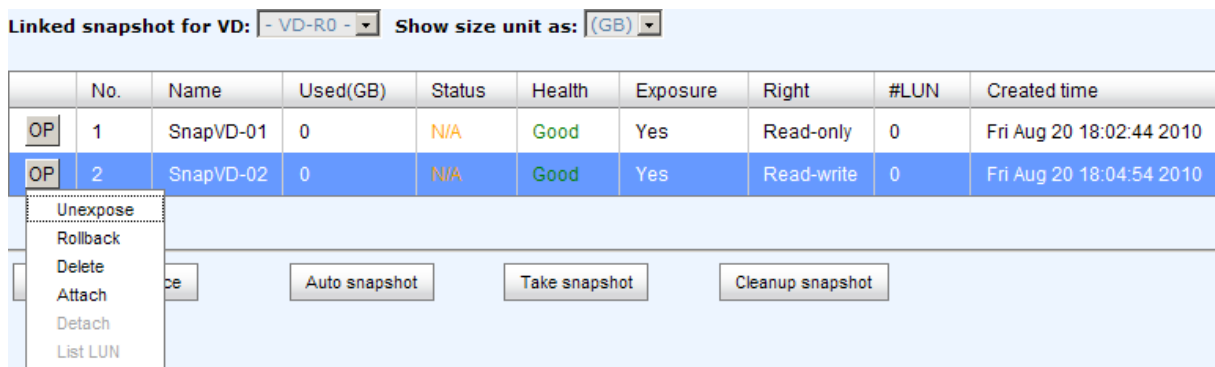 Linked snapshot for VD: - VD-R0 - Show size unit as: (GB)
No. Name Used(GB) Status Health Exposure Right #LUN Created time
OP 1 SnapVD-01 0 N/A Good Yes Read-only 0 Fri Aug 20 18:02:44 2010
OP 2 SnapVD-02 0 N/A Good Yes Read-write 0 Fri Aug 20 18:04:54 2010
Unexpose
Rollback
Delete
Attach
Detach
List LUN
Auto snapshot Take snapshot Cleanup snapshot